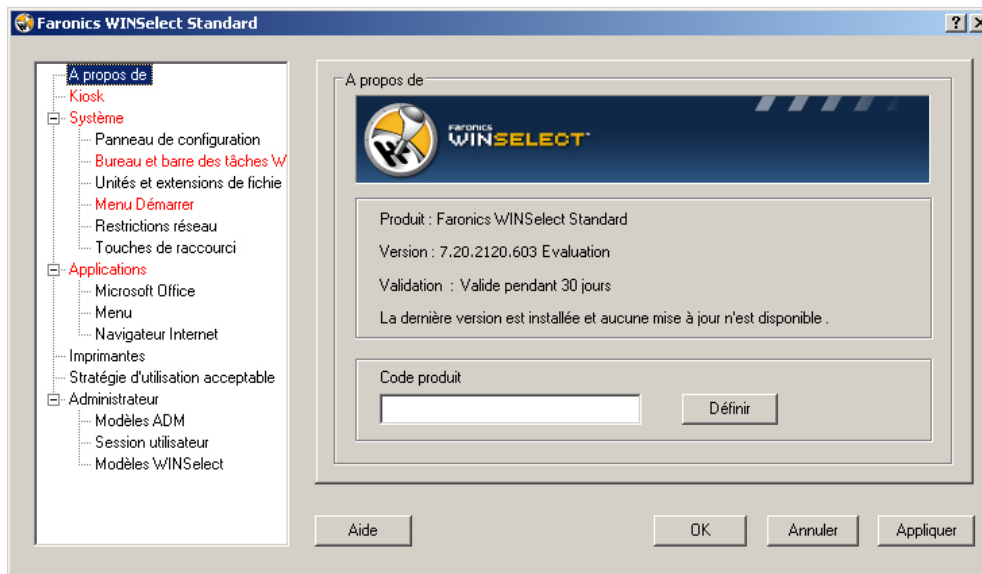 Faronics WINSelect Standard
A propos de
Kiosk
Système
Panneau de configuration
Bureau et barre des tâches W
Unités et extensions de fichie
Menu Démarrer
Restrictions réseau
Touches de raccourci
Applications
Microsoft Office
Menu
Navigateur Internet
Imprimantes
Stratégie d'utilisation acceptable
Administrateur
Modèles ADM
Session utilisateur
Modèles WINSelect
A propos de
FARONICS
WINSELECT
Produit : Faronics WINSelect Standard
Version : 7.20.2120.603 Evaluation
Validation : Valide pendant 30 jours
La dernière version est installée et aucune mise à jour n'est disponible .
Code produit
Définir
Aide
OK
Annuler
Appliquer